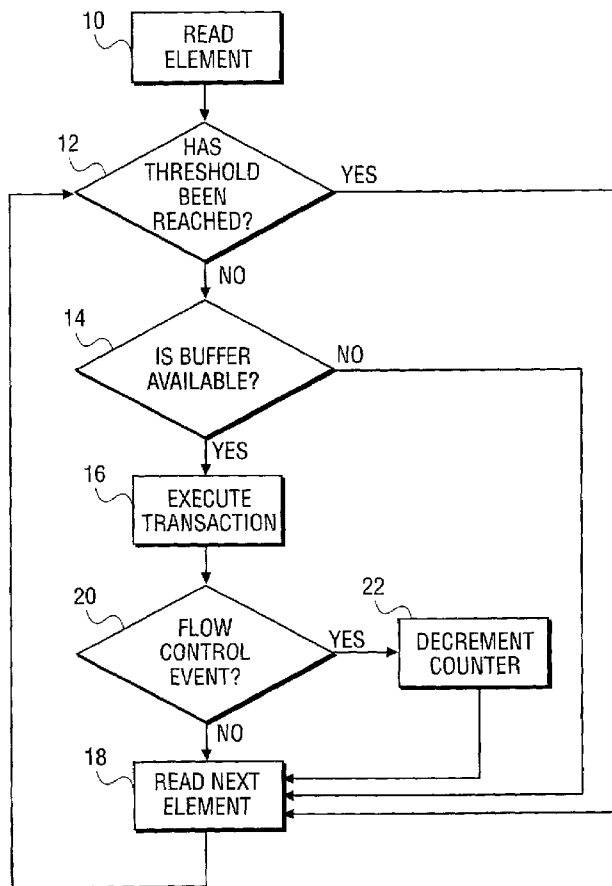 10
READ
ELEMENT
12
HAS
THRESHOLD
BEEN
REACHED?
YES
NO
14
IS BUFFER
AVAILABLE?
NO
YES
16
EXECUTE
TRANSACTION
20
FLOW
CONTROL
EVENT?
YES
22
DECREMENT
COUNTER
NO
18
READ NEXT
ELEMENT